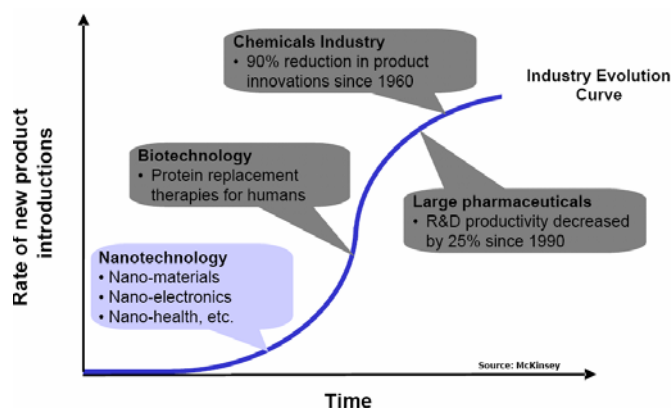 Chemicals Industry
• 90% reduction in product
innovations since 1960
Industry Evolution
Curve
Biotechnology
• Protein replacement
therapies for humans
Large pharmaceuticals
• R&D productivity decreased
by 25% since 1990
Nanotechnology
• Nano-materials
• Nano-electronics
• Nano-health, etc.
Rate of new product
introductions
Source: McKinsey
Time